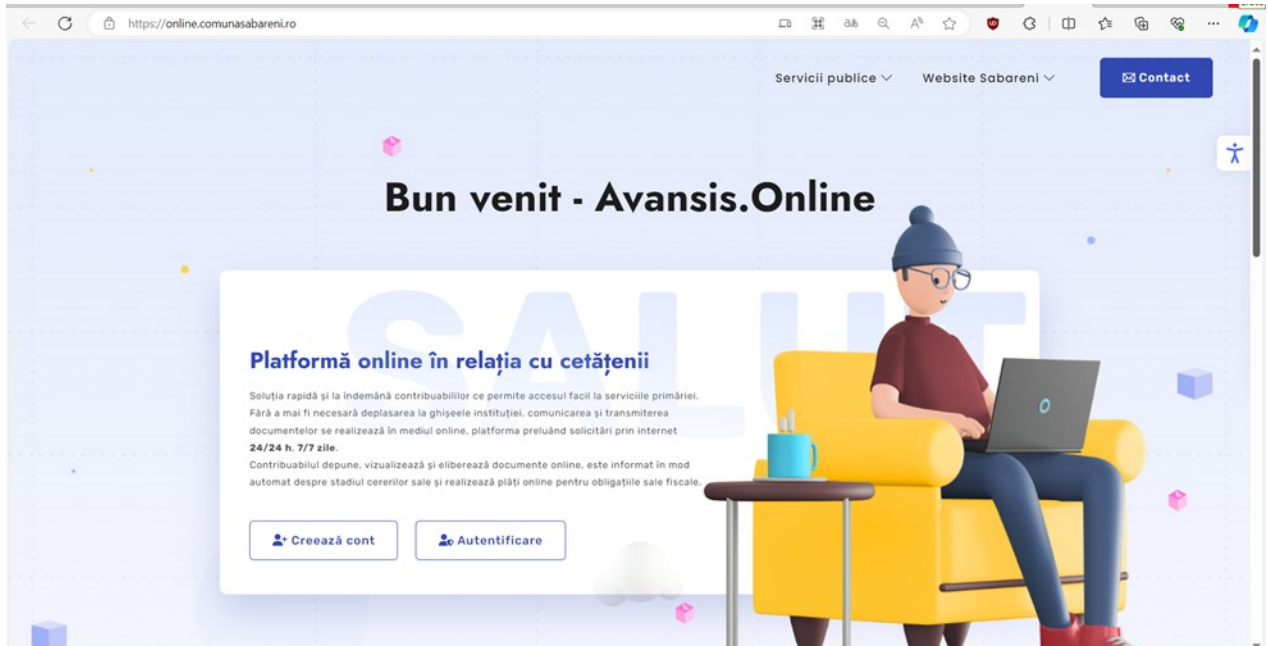 https://online.comunasabareni.ro
Servicii publice
Website Sabareni
Contact
Bun venit - Avansis.Online
SALUT
Platformă online în relația cu cetățenii
Soluția rapidă și la îndemână contribuabililor ce permite accesul facil la serviciile primăriei.
Fără a mai fi necesară deplasarea la ghișeele instituției, comunicarea și transmiterea
documentelor se realizează în mediul online, platforma preluând solicitări prin internet
24/24 h, 7/7 zile.
Contribuabilul depune, vizualizează și eliberează documente online, este informat în mod
automat despre stadiul cererilor sale și realizează plăți online pentru obligațiile sale fiscale.
Creează cont
Autentificare